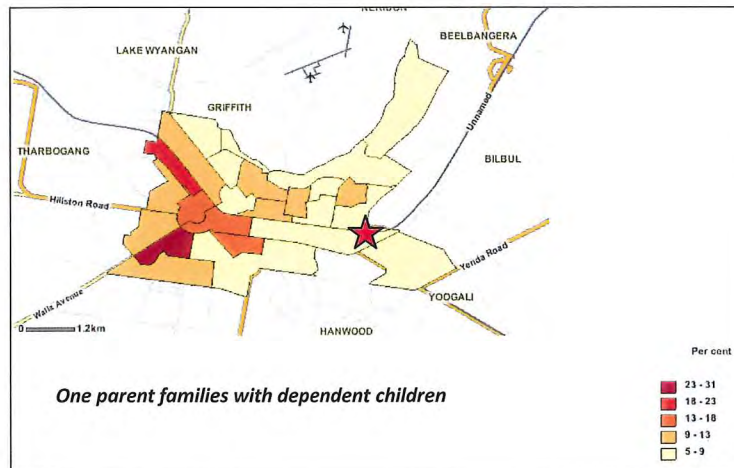 BEELBANGERA
LAKE WYANGAN
GRIFFITH
Unnamed
THARBOGANG
BILBUL
Hillston Road
Yenda Road
Walls Avenue
YOOGALI
0 1.2km
HANWOOD
Per cent
One parent families with dependent children
23 - 31
18 - 23
13 - 18
9 - 13
5 - 9